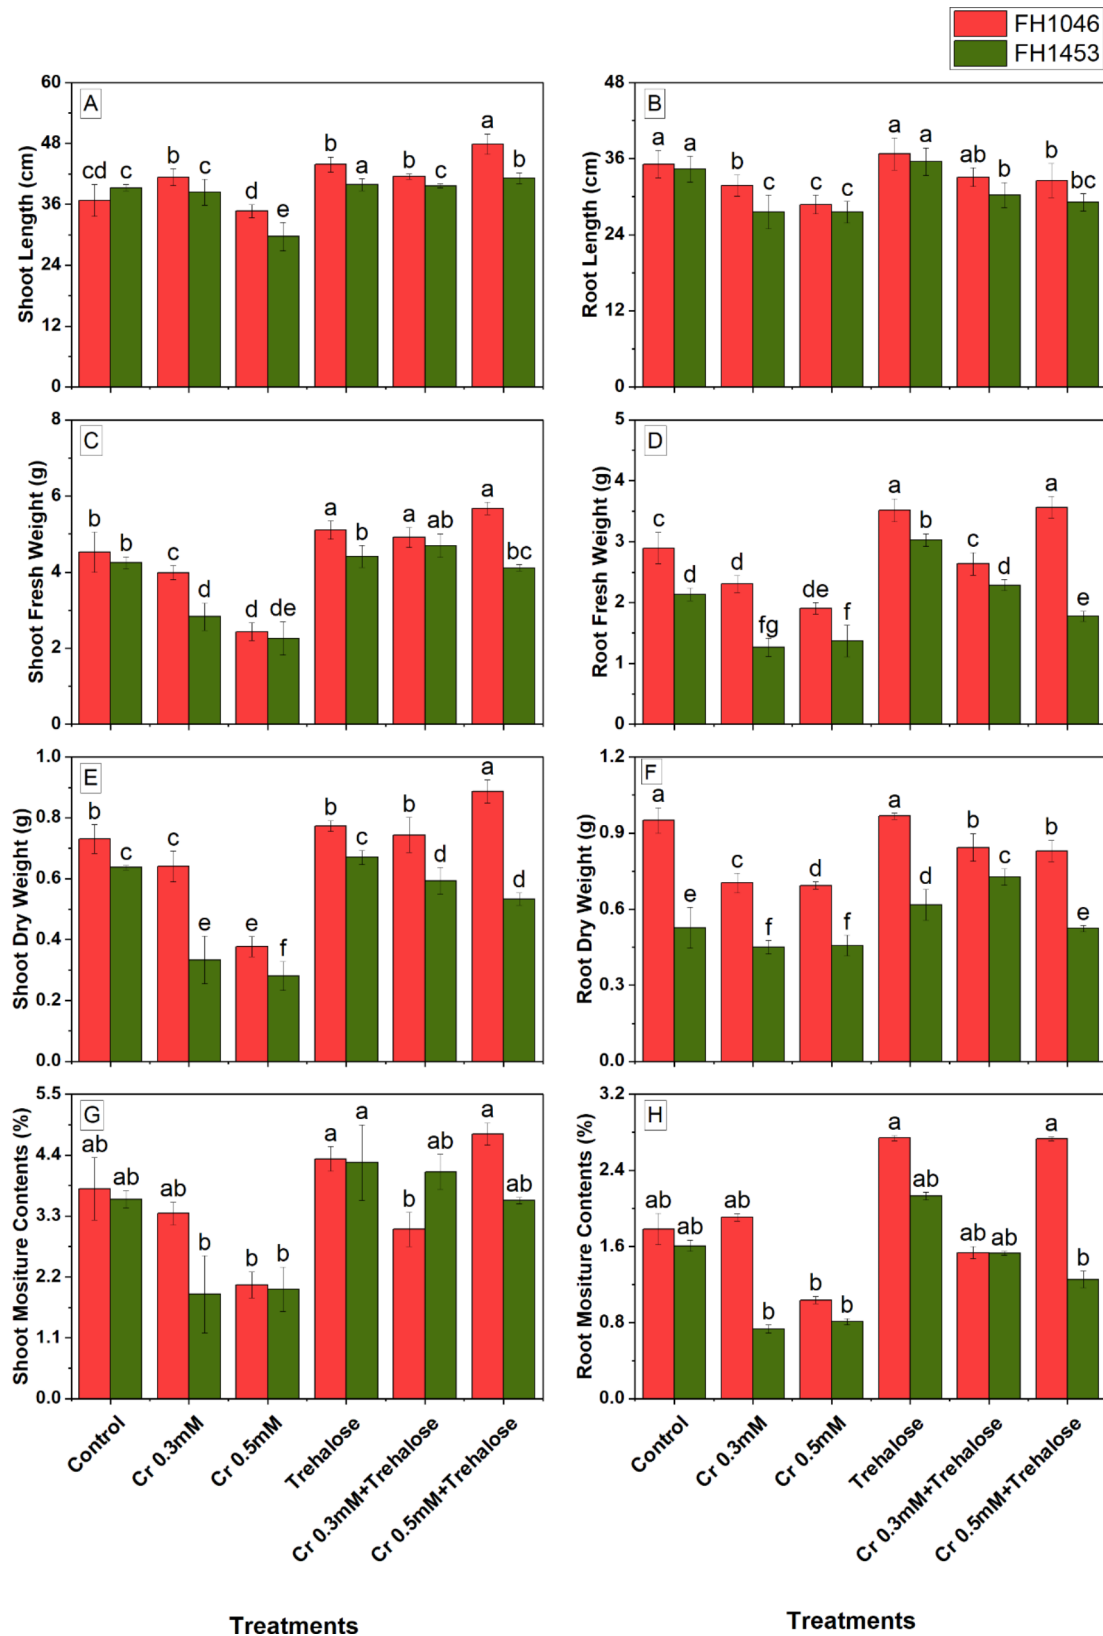 FH1046
FH1453
A
Shoot Length (cm)
60
48
36
24
12
0
cd c b c d e b a b c a b
B
Root Length (cm)
48
36
24
12
0
a a b c c c a a ab b b bc
C
Shoot Fresh Weight (g)
8
6
4
2
0
b b c d d de a b a ab a bc
D
Root Fresh Weight (g)
5
4
3
2
1
0
c d d fg de f a b c d a e
E
Shoot Dry Weight (g)
1.0
0.8
0.6
0.4
0.2
0.0
b c c e e f b c b d a d
F
Root Dry Weight (g)
1.2
0.9
0.6
0.3
0.0
a e c f d f a d b c b e
G
Shoot Mositure Contents (%)
5.5
4.4
3.3
2.2
1.1
0.0
ab ab ab b b b a a b ab a ab
H
Root Mositure Contents (%)
3.2
2.4
1.6
0.8
0.0
ab ab ab b b b a ab ab ab a b
Control
Cr 0.3mM
Cr 0.5mM
Trehalose
Cr 0.3mM+Trehalose
Cr 0.5mM+Trehalose
Control
Cr 0.3mM
Cr 0.5mM
Trehalose
Cr 0.3mM+Trehalose
Cr 0.5mM+Trehalose
Treatments
Treatments